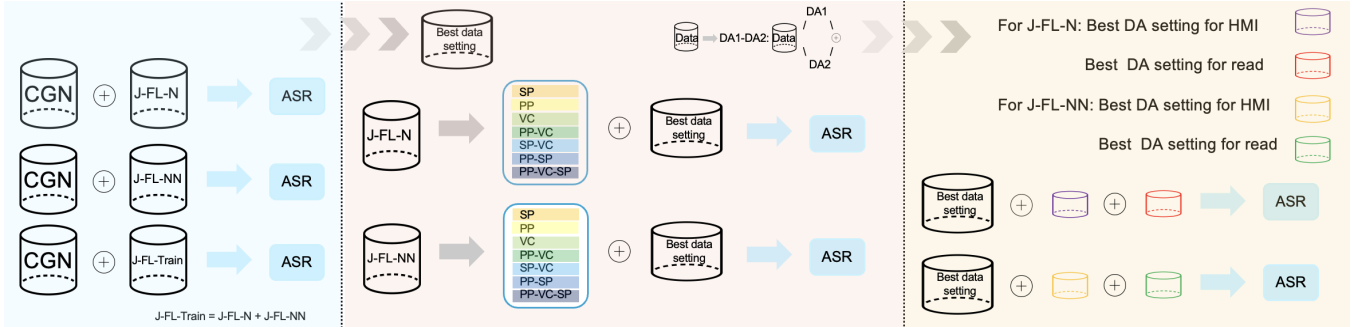 CGN
+
J-FL-N
ASR
CGN
+
J-FL-NN
ASR
CGN
+
J-FL-Train
ASR
J-FL-Train = J-FL-N + J-FL-NN
Best data
setting
Data
DA1-DA2:
Data
DA1
+
DA2
J-FL-N
SP
PP
VC
PP-VC
SP-VC
PP-SP
PP-VC-SP
+
Best data
setting
ASR
J-FL-NN
SP
PP
VC
PP-VC
SP-VC
PP-SP
PP-VC-SP
+
Best data
setting
ASR
For J-FL-N: Best DA setting for HMI
Best DA setting for read
For J-FL-NN: Best DA setting for HMI
Best DA setting for read
Best data
setting
+
+
ASR
Best data
setting
+
+
ASR